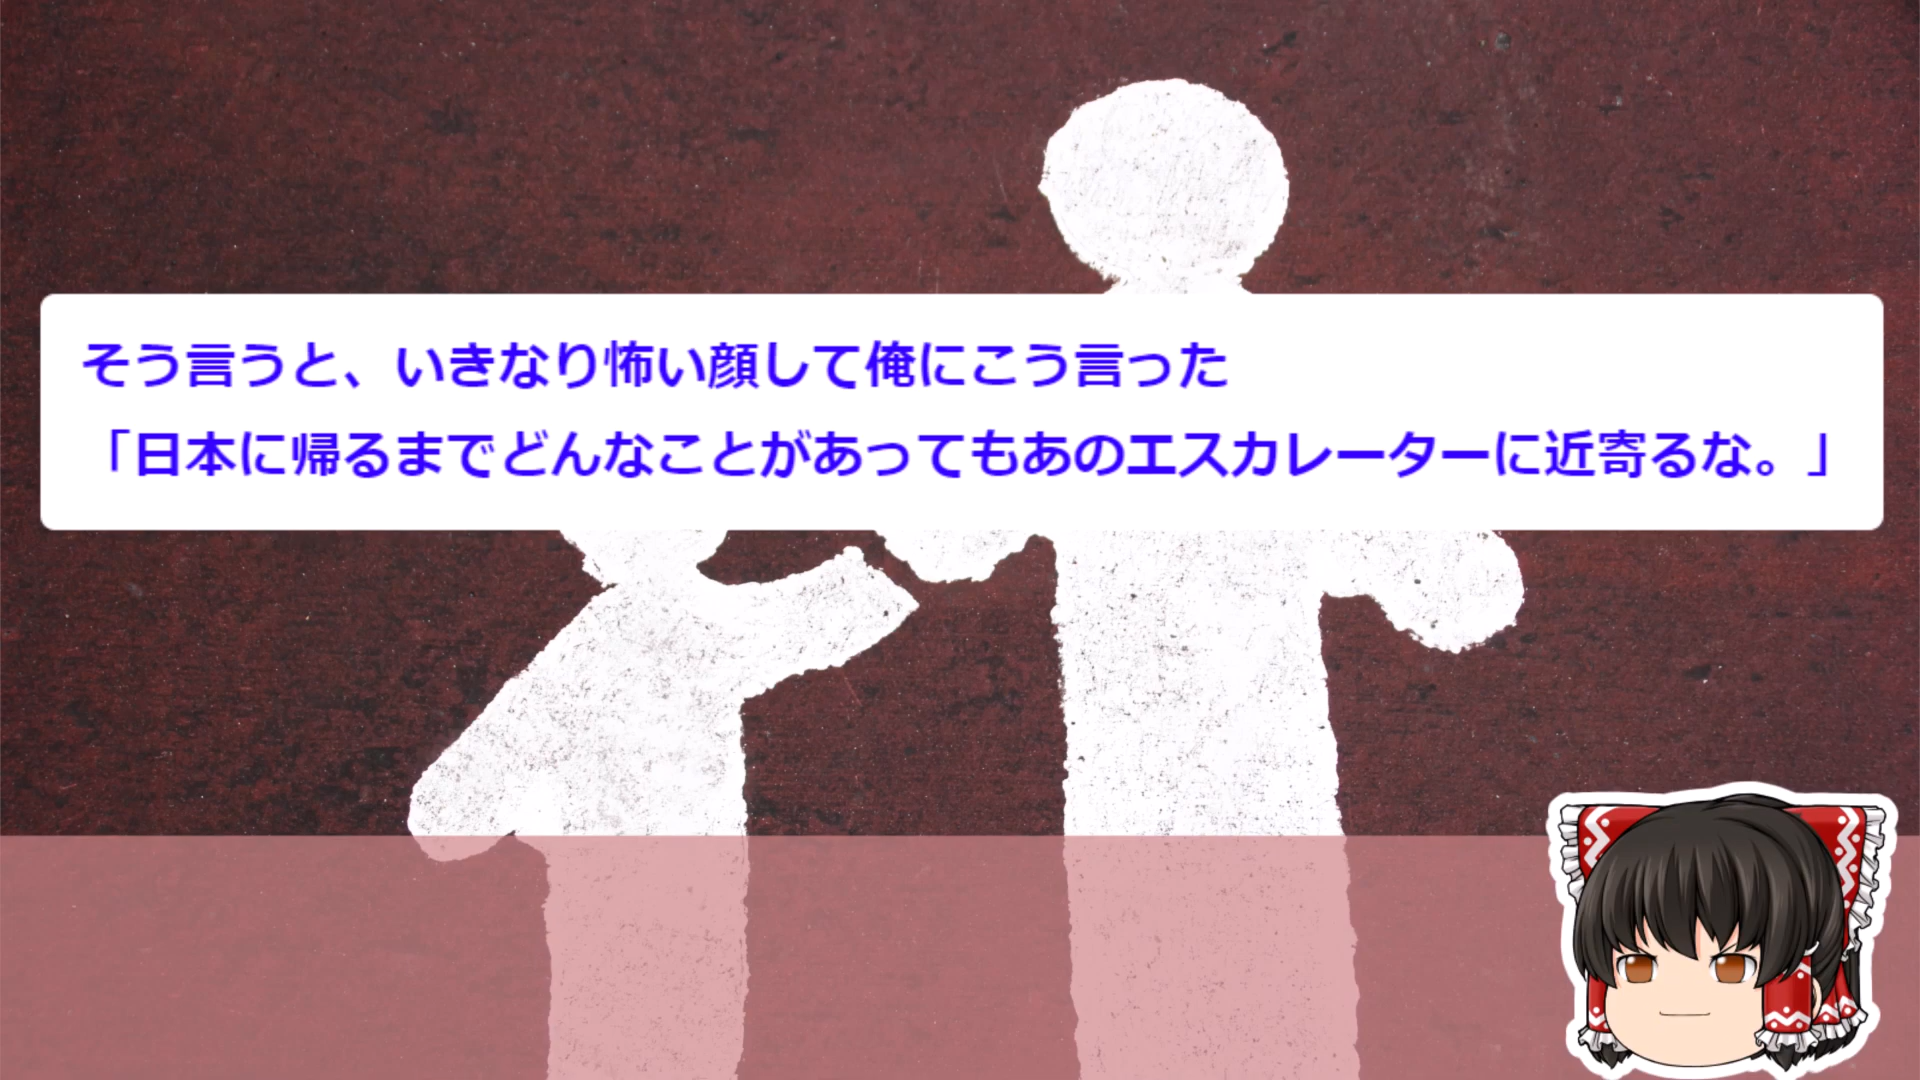 そう言うと、いきなり怖い顔して俺にこう言った
「日本に帰るまでどんなことがあってもあのエスカレーターに近寄るな。」